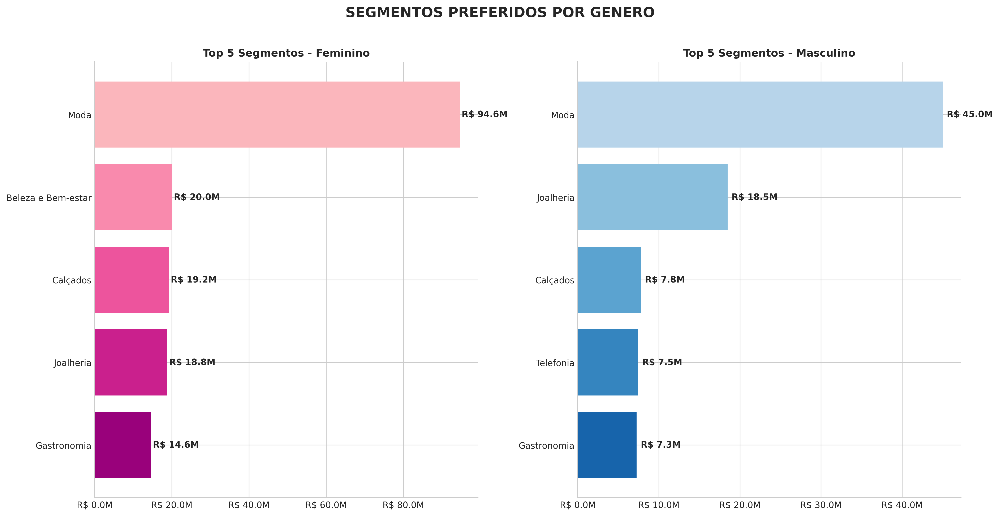 SEGMENTOS PREFERIDOS POR GENERO
Top 5 Segmentos - Feminino
Moda
R$ 94.6M
Beleza e Bem-estar
R$ 20.0M
Calçados
R$ 19.2M
Joalheria
R$ 18.8M
Gastronomia
R$ 14.6M
R$ 0.0M
R$ 20.0M
R$ 40.0M
R$ 60.0M
R$ 80.0M
Top 5 Segmentos - Masculino
Moda
R$ 45.0M
Joalheria
R$ 18.5M
Calçados
R$ 7.8M
Telefonia
R$ 7.5M
Gastronomia
R$ 7.3M
R$ 0.0M
R$ 10.0M
R$ 20.0M
R$ 30.0M
R$ 40.0M